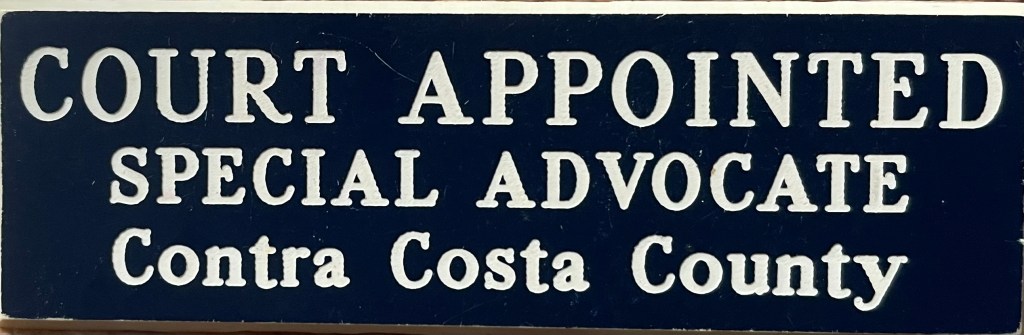 COURT APPOINTED
SPECIAL ADVOCATE
Contra Costa County